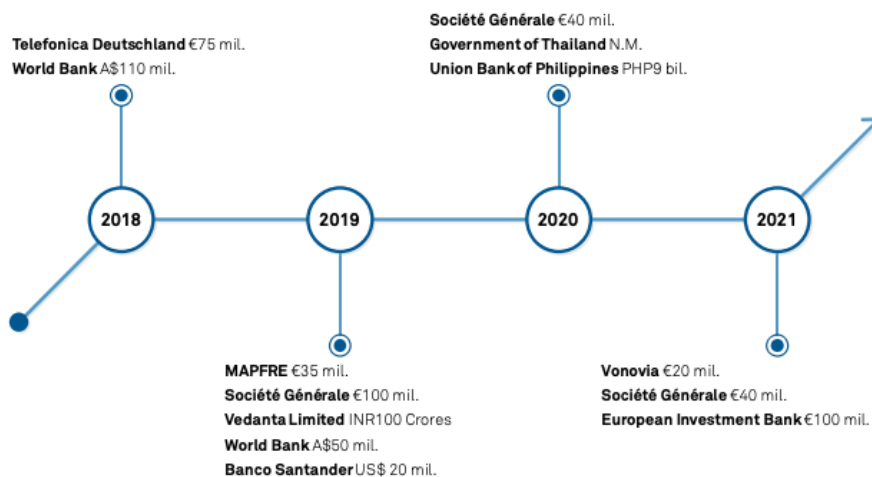 Société Générale €40 mil.
Telefonica Deutschland €75 mil.
Government of Thailand N.M.
World Bank A$110 mil.
Union Bank of Philippines PHP9 bil.
2018
2019
2020
2021
MAPFRE €35 mil.
Société Générale €100 mil.
Vedanta Limited INR100 Crores
World Bank A$50 mil.
Banco Santander US$ 20 mil.
Vonovia €20 mil.
Société Générale €40 mil.
European Investment Bank €100 mil.